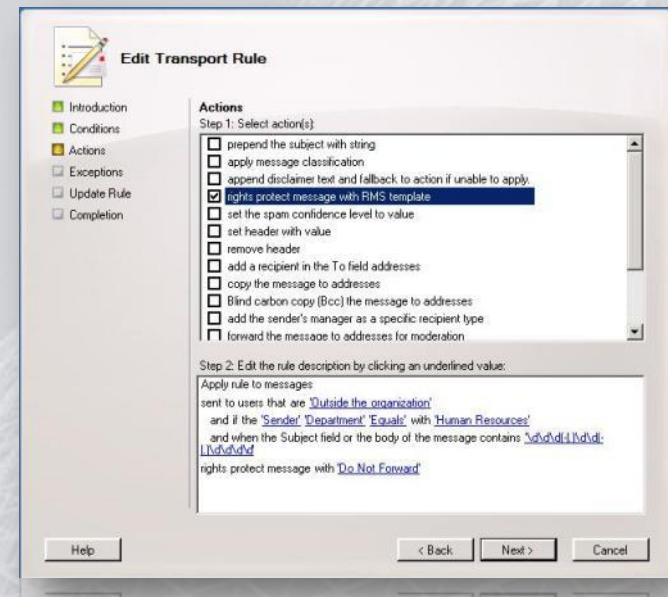 Edit Transport Rule
Introduction
Conditions
Actions
Exceptions
Update Rule
Completion
Actions
Step 1: Select action(s):
prepend the subject with string
apply message classification
append disclaimer text and fallback to action if unable to apply.
rights protect message with RMS template
set the spam confidence level to value
set header with value
remove header
add a recipient in the To field addresses
copy the message to addresses
Blind carbon copy (Bcc) the message to addresses
add the sender's manager as a specific recipient type
forward the message to addresses for moderation
Step 2: Edit the rule description by clicking an underlined value:
Apply rule to messages
sent to users that are 'Outside the organization'
and if the 'Sender' 'Department' 'Equals' with 'Human Resources'
and when the Subject field or the body of the message contains
rights protect message with 'Do Not Forward'
Help
< Back
Next >
Cancel